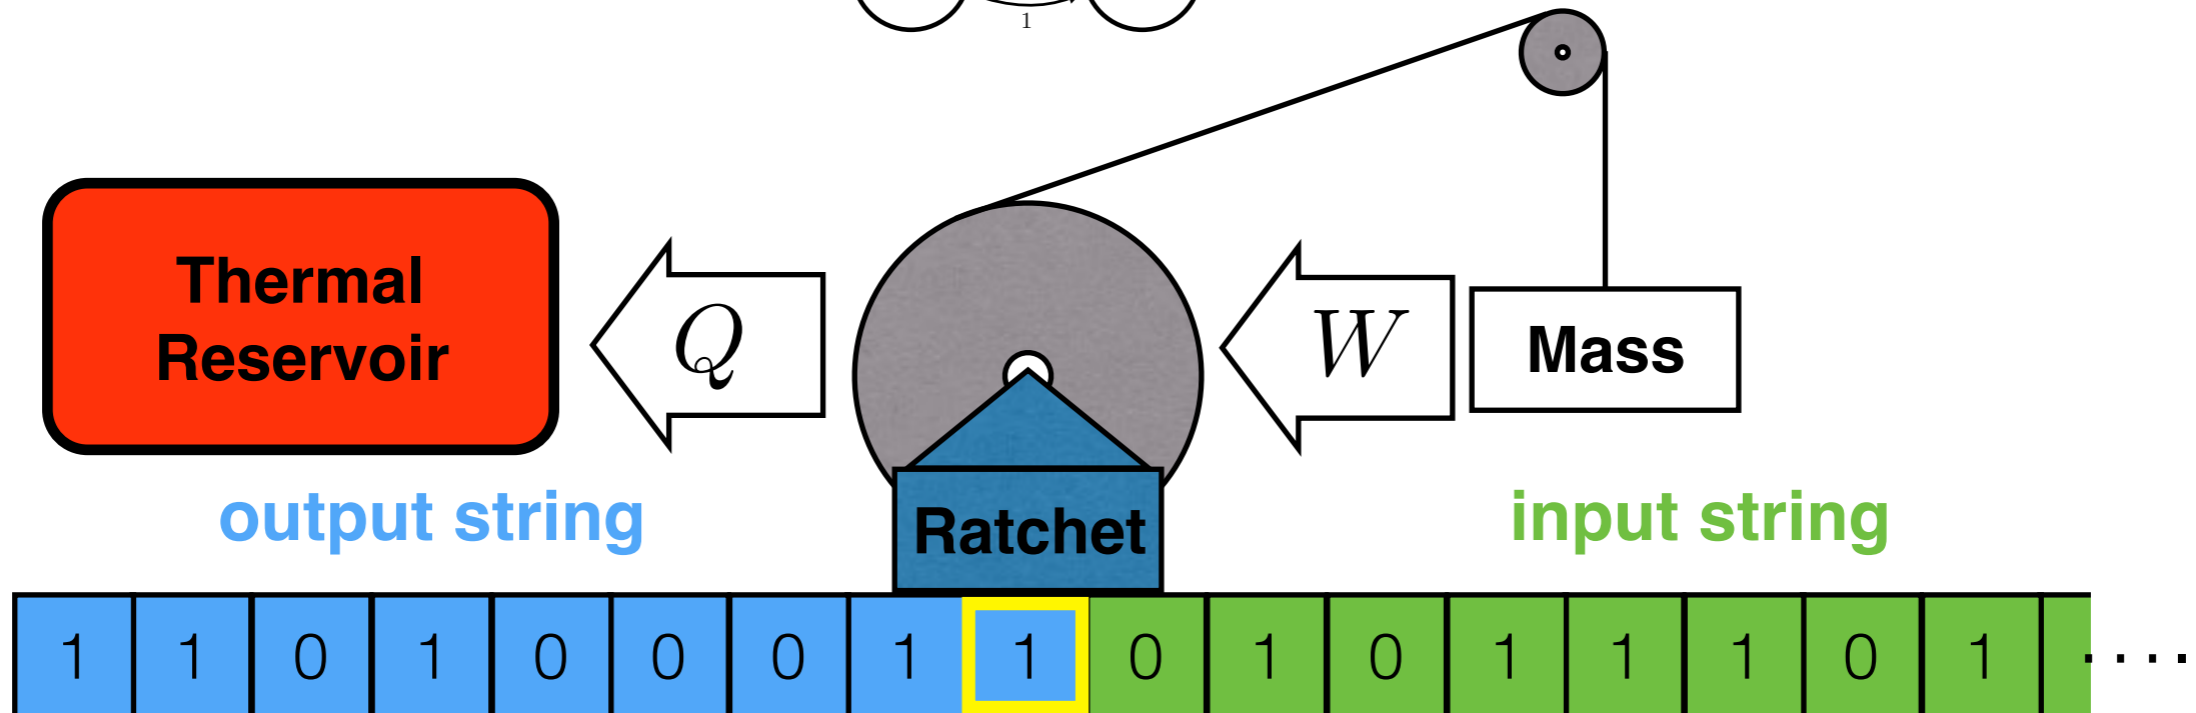 1
Thermal
Reservoir
Q
W
Mass
output string
Ratchet
input string
1 1 0 1 0 0 0 1 1 0 1 0 1 1 1 0 1 ....